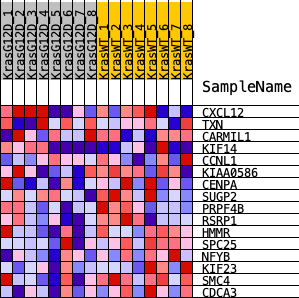 KrasG12D_1
KrasG12D_2
KrasG12D_3
KrasG12D_4
KrasG12D_5
KrasG12D_6
KrasG12D_7
KrasG12D_8
KrasWT_1
KrasWT_2
KrasWT_3
KrasWT_4
KrasWT_5
KrasWT_6
KrasWT_7
KrasWT_8
SampleName
CXCL12
TXN
CARMIL1
KIF14
CCNL1
KIAA0586
CENPA
SUGP2
PRPF4B
RSRP1
HMMR
SPC25
NFYB
KIF23
SMC4
CDCA3